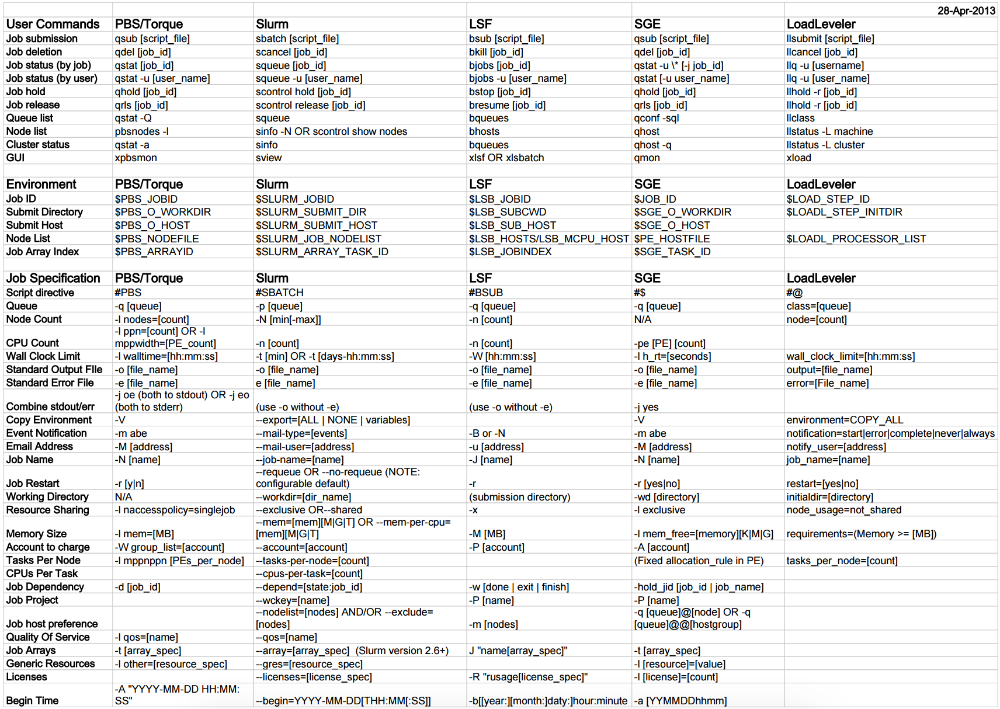 28-Apr-2013
User Commands PBS/Torque Slurm LSF SGE LoadLeveler
Job submission qsub [script_file] sbatch [script_file] bsub [script_file] qsub [script_file] llsubmit [script_file]
Job deletion qdel [job_id] scancel [job_id] bkill [job_id] qdel [job_id] llcancel [job_id]
Job status (by job) qstat [job_id] squeue [job_id] bjobs [job_id] qstat -u \* [-j job_id] llq -u [username]
Job status (by user) qstat -u [user_name] squeue -u [user_name] bjobs -u [user_name] qstat [-u user_name] llq -u [user_name]
Job hold qhold [job_id] scontrol hold [job_id] bstop [job_id] qhold [job_id] llhold -r [job_id]
Job release qrls [job_id] scontrol release [job_id] bresume [job_id] qrls [job_id] llhold -r [job_id]
Queue list qstat -Q squeue bqueues qconf -sql llclass
Node list pbsnodes -l sinfo -N OR scontrol show nodes bhosts qhost llstatus -L machine
Cluster status qstat -a sinfo bqueues qhost -q llstatus -L cluster
GUI xpbsmon sview xlsf OR xlsbatch qmon xload
Environment PBS/Torque Slurm LSF SGE LoadLeveler
Job ID $PBS_JOBID $SLURM_JOBID $LSB_JOBID $JOB_ID $LOAD_STEP_ID
Submit Directory $PBS_O_WORKDIR $SLURM_SUBMIT_DIR $LSB_SUBCWD $SGE_O_WORKDIR $LOADL_STEP_INITDIR
Submit Host $PBS_O_HOST $SLURM_SUBMIT_HOST $LSB_SUB_HOST $SGE_O_HOST
Node List $PBS_NODEFILE $SLURM_JOB_NODELIST $LSB_HOSTS/LSB_MCPU_HOST $PE_HOSTFILE $LOADL_PROCESSOR_LIST
Job Array Index $PBS_ARRAYID $SLURM_ARRAY_TASK_ID $LSB_JOBINDEX $SGE_TASK_ID
Job Specification PBS/Torque Slurm LSF SGE LoadLeveler
Script directive #PBS #SBATCH #BSUB #$ #@
Queue -q [queue] -p [queue] -q [queue] -q [queue] class=[queue]
Node Count -l nodes=[count] -N [min[-max]] -n [count] N/A node=[count]
-l ppn=[count] OR -l
CPU Count mppwidth=[PE_count] -n [count] -n [count] -pe [PE] [count]
Wall Clock Limit -l walltime=[hh:mm:ss] -t [min] OR -t [days-hh:mm:ss] -W [hh:mm:ss] -l h_rt=[seconds] wall_clock_limit=[hh:mm:ss]
Standard Output FIle -o [file_name] -o [file_name] -o [file_name] -o [file_name] output=[file_name]
Standard Error File -e [file_name] e [file_name] -e [file_name] -e [file_name] error=[File_name]
-j oe (both to stdout) OR -j eo
Combine stdout/err (both to stderr) (use -o without -e) (use -o without -e) -j yes
Copy Environment -V --export=[ALL | NONE | variables] -V environment=COPY_ALL
Event Notification -m abe --mail-type=[events] -B or -N -m abe notification=start|error|complete|never|always
Email Address -M [address] --mail-user=[address] -u [address] -M [address] notify_user=[address]
Job Name -N [name] --job-name=[name] -J [name] -N [name] job_name=[name]
--requeue OR --no-requeue (NOTE:
Job Restart -r [y|n] configurable default) -r -r [yes|no] restart=[yes|no]
Working Directory N/A --workdir=[dir_name] (submission directory) -wd [directory] initialdir=[directory]
Resource Sharing -l naccesspolicy=singlejob --exclusive OR--shared -x -l exclusive node_usage=not_shared
--mem=[mem][M|G|T] OR --mem-per-cpu=
Memory Size -l mem=[MB] [mem][M|G|T] -M [MB] -l mem_free=[memory][K|M|G] requirements=(Memory >= [MB])
Account to charge -W group_list=[account] --account=[account] -P [account] -A [account]
Tasks Per Node -l mppnppn [PEs_per_node] --tasks-per-node=[count] (Fixed allocation_rule in PE) tasks_per_node=[count]
CPUs Per Task --cpus-per-task=[count]
Job Dependency -d [job_id] --depend=[state:job_id] -w [done | exit | finish] -hold_jid [job_id | job_name]
Job Project --wckey=[name] -P [name] -P [name]
--nodelist=[nodes] AND/OR --exclude= -q [queue]@[node] OR -q
Job host preference [nodes] -m [nodes] [queue]@@[hostgroup]
Quality Of Service -l qos=[name] --qos=[name]
Job Arrays -t [array_spec] --array=[array_spec] (Slurm version 2.6+) J "name[array_spec]" -t [array_spec]
Generic Resources -l other=[resource_spec] --gres=[resource_spec] -l [resource]=[value]
Licenses --licenses=[license_spec] -R "rusage[license_spec]" -l [license]=[count]
-A "YYYY-MM-DD HH:MM:
Begin Time SS" --begin=YYYY-MM-DD[THH:MM[:SS]] -b[[year:][month:]daty:]hour:minute -a [YYMMDDhhmm]